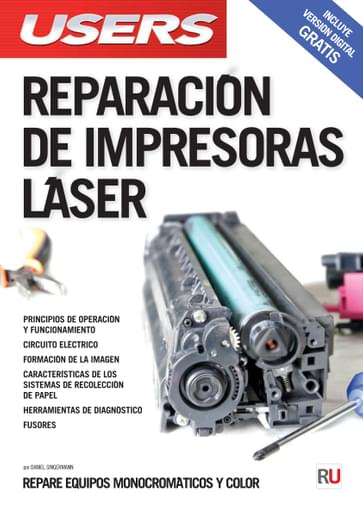 USERS
INCLUYE
VERSIÓN DIGITAL
GRATIS
REPARACIÓN
DE IMPRESORAS
LÁSER
PRINCIPIOS DE OPERACIÓN
Y FUNCIONAMIENTO
CIRCUITO ELÉCTRICO
FORMACIÓN DE LA IMAGEN
CARACTERÍSTICAS DE LOS
SISTEMAS DE RECOLECCIÓN
DE PAPEL
HERRAMIENTAS DE DIAGNÓSTICO
FUSORES
por DANIEL GINGERMANN
REPARE EQUIPOS MONOCROMÁTICOS Y COLOR
RU